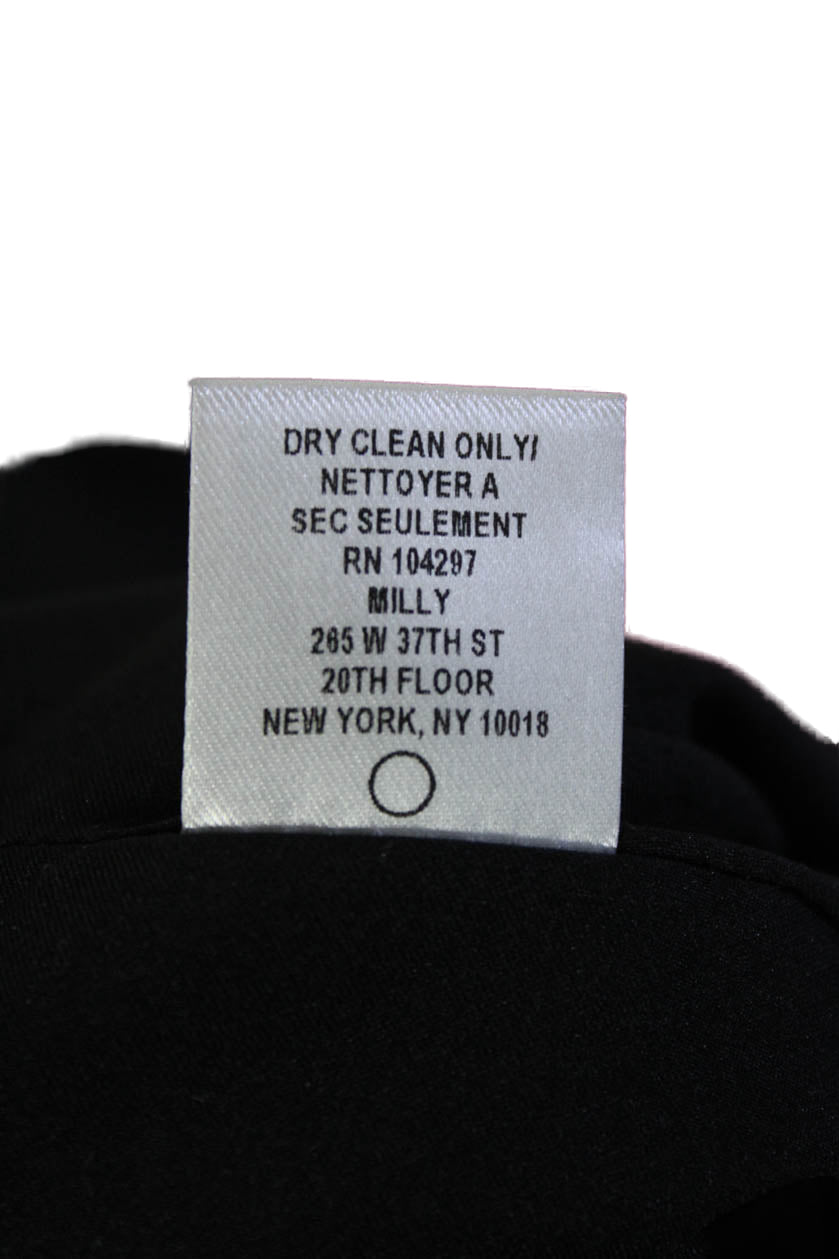 DRY CLEAN ONLY/
NETTOYER A
SEC SEULEMENT
RN 104297
MILLY
265 W 37TH ST
20TH FLOOR
NEW YORK, NY 10018